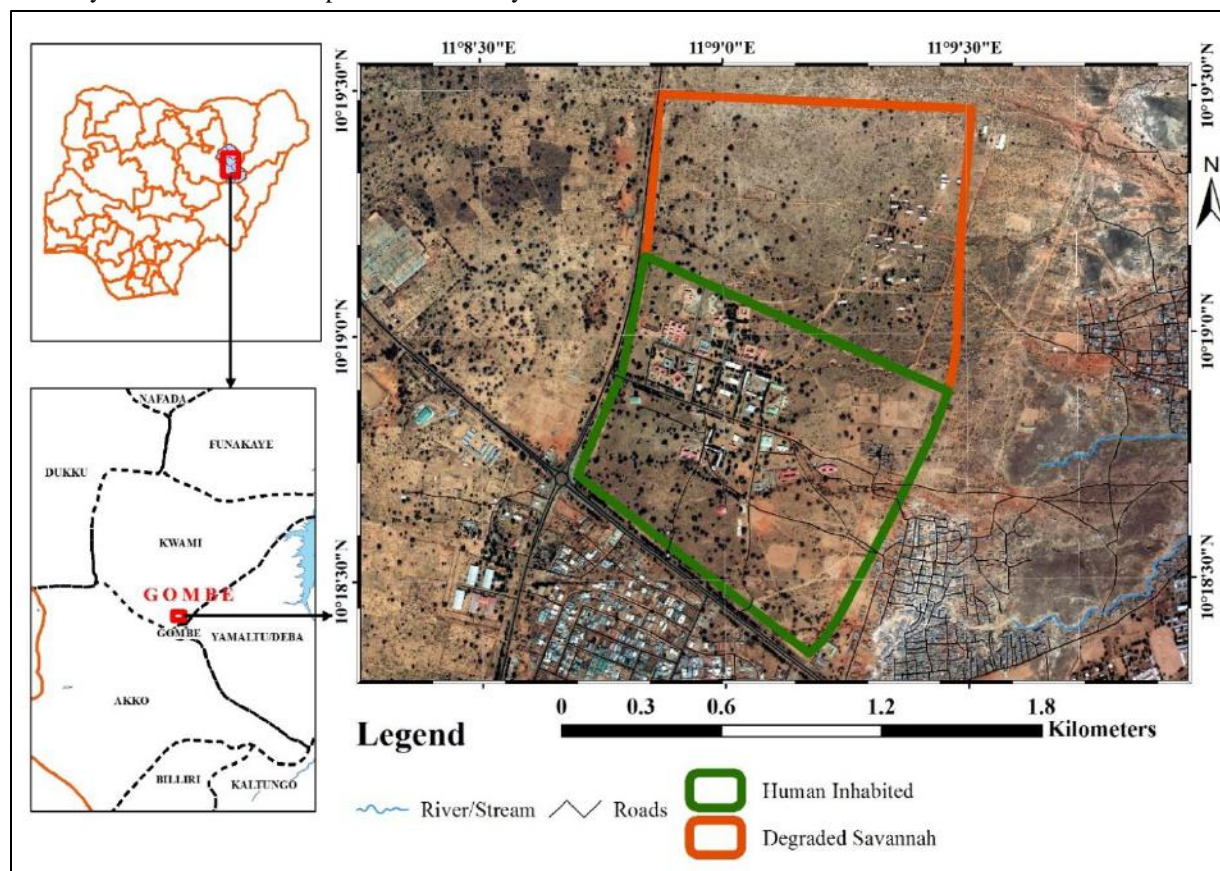 11°8'30"E 11°9'0"E 11°9'30"E
10°19'30"N 10°19'30"N
N
10°19'0"N 10°19'0"N
10°18'30"N 10°18'30"N
NAFADA
FUNAKAYE
DUKKU
KWAMI
GOMBE
GOMBE
YAMALTU/DEBA
AKKO
BILLIRI
KALTUNGO
0 0.3 0.6 1.2 1.8
Kilometers
Legend
River/Stream
Roads
Human Inhabited
Degraded Savannah